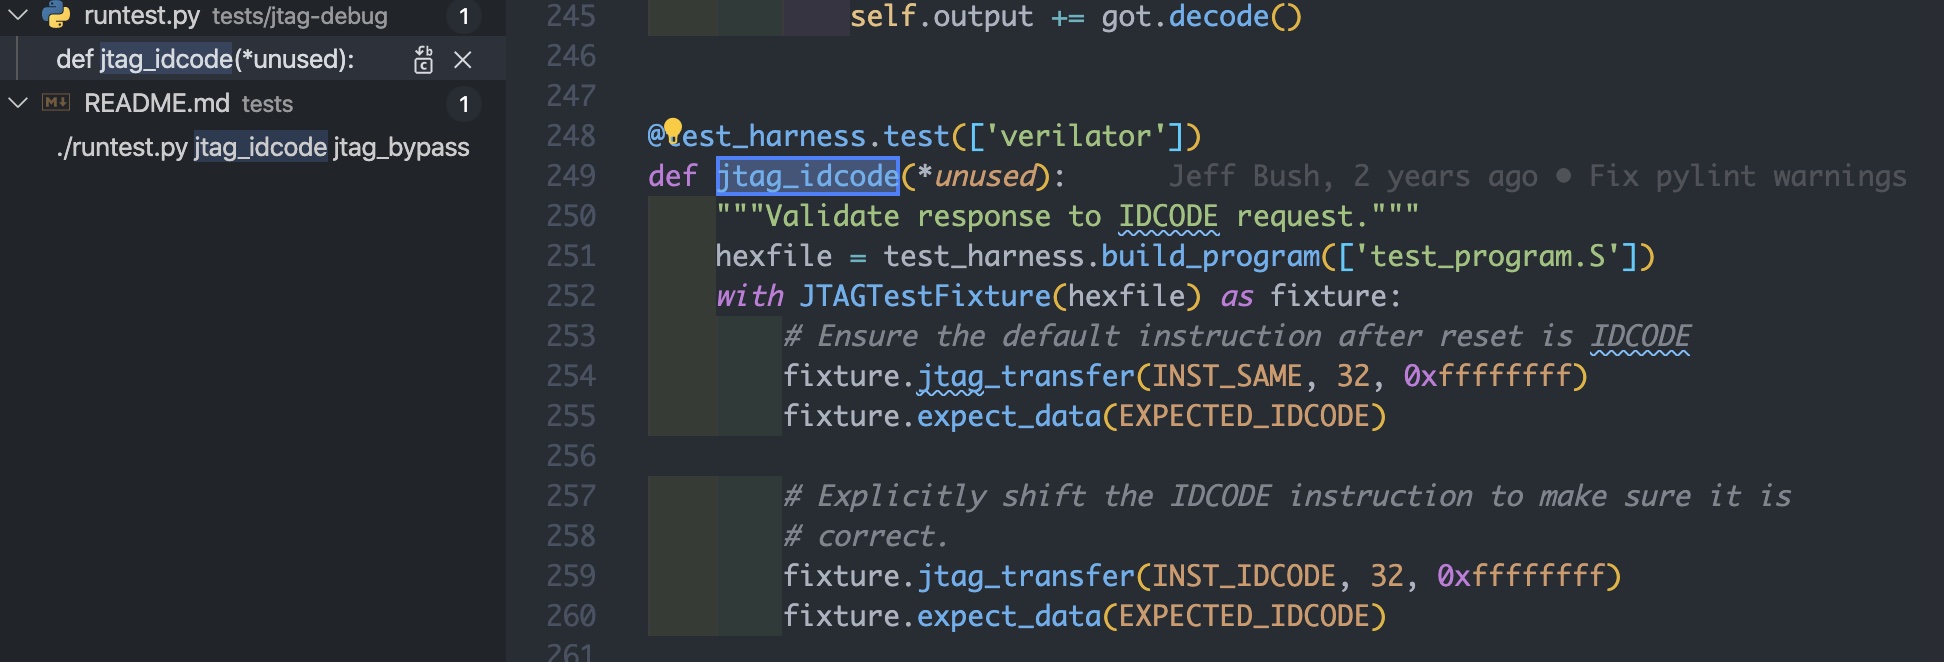 runtest.py tests/jtag-debug 1
def jtag_idcode(*unused):
README.md tests 1
./runtest.py jtag_idcode jtag_bypass
245 self.output += got.decode()
246
247
248 @test_harness.test(['verilator'])
249 def jtag_idcode(*unused): Jeff Bush, 2 years ago • Fix pylint warnings
250 """Validate response to IDCODE request."""
251 hexfile = test_harness.build_program(['test_program.S'])
252 with JTAGTestFixture(hexfile) as fixture:
253 # Ensure the default instruction after reset is IDCODE
254 fixture.jtag_transfer(INST_SAME, 32, 0xffffffff)
255 fixture.expect_data(EXPECTED_IDCODE)
256
257 # Explicitly shift the IDCODE instruction to make sure it is
258 # correct.
259 fixture.jtag_transfer(INST_IDCODE, 32, 0xffffffff)
260 fixture.expect_data(EXPECTED_IDCODE)
261